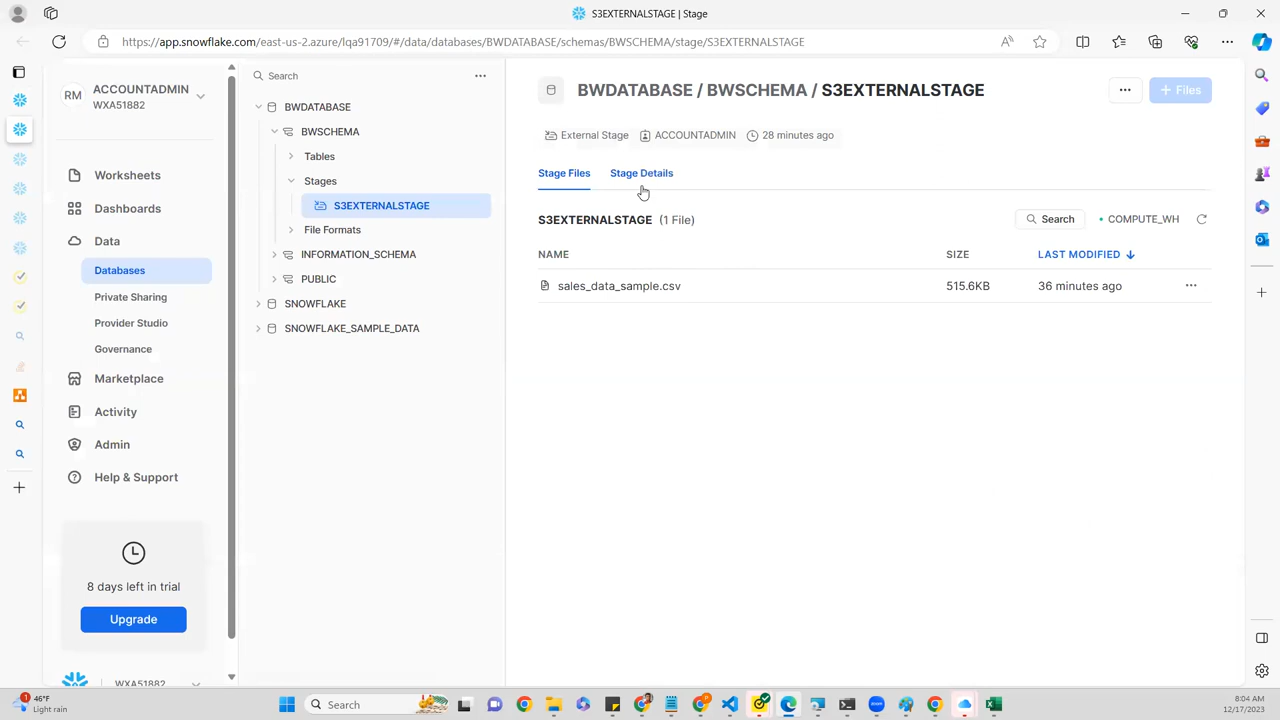 S3EXTERNALSTAGE | Stage
https://app.snowflake.com/east-us-2.azure/lqa91709/#/data/databases/BWDATABASE/schemas/BWSCHEMA/stage/S3EXTERNALSTAGE
RM
ACCOUNTADMIN
WXA51882
Worksheets
Dashboards
Data
Databases
Private Sharing
Provider Studio
Governance
Marketplace
Activity
Admin
Help & Support
8 days left in trial
Upgrade
WXA51882
Search
BWDATABASE
BWSCHEMA
Tables
Stages
S3EXTERNALSTAGE
File Formats
INFORMATION_SCHEMA
PUBLIC
SNOWFLAKE
SNOWFLAKE_SAMPLE_DATA
BWDATABASE / BWSCHEMA / S3EXTERNALSTAGE
+ Files
External Stage ACCOUNTADMIN 28 minutes ago
Stage Files Stage Details
S3EXTERNALSTAGE (1 File)
Search
COMPUTE_WH
NAME SIZE LAST MODIFIED
sales_data_sample.csv 515.6KB 36 minutes ago
46°F
Light rain
Search
8:04 AM
12/17/2023